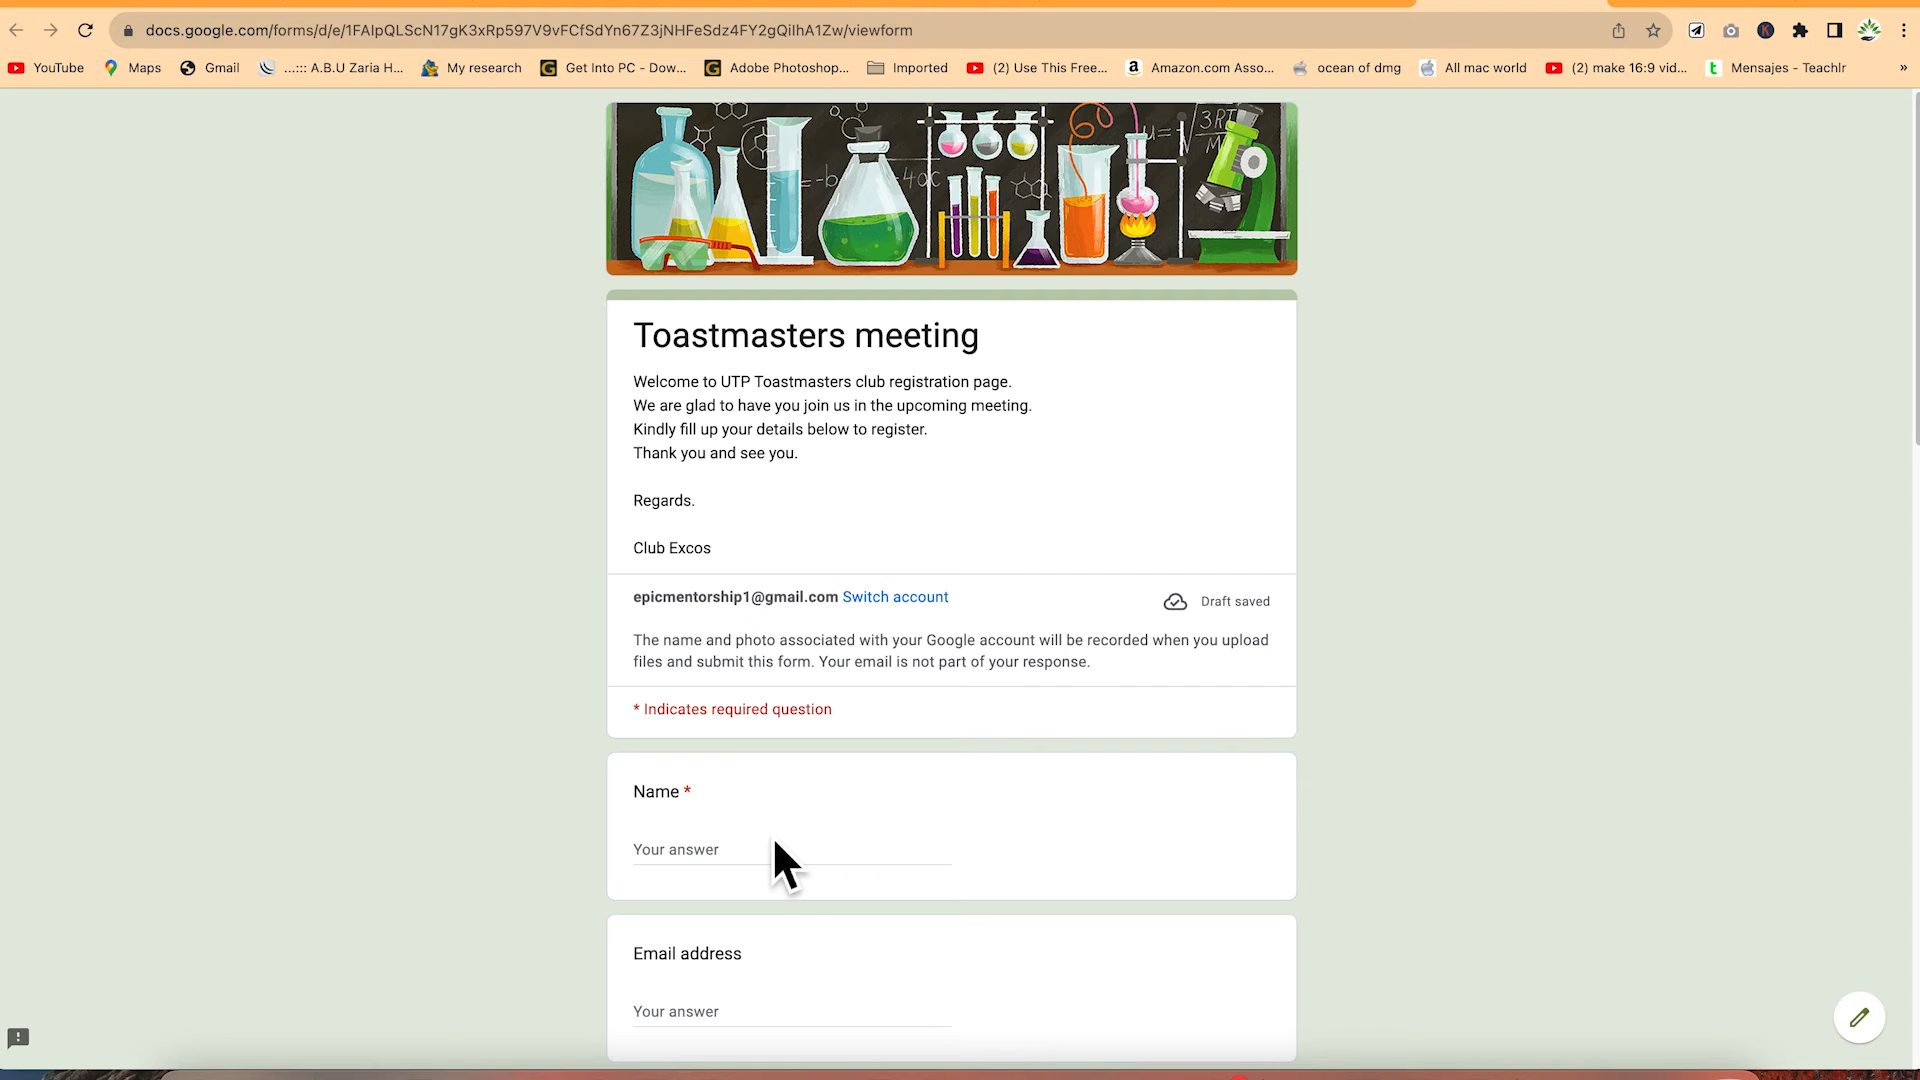 docs.google.com/forms/d/e/1FAIpQLScN17gK3xRp597V9vFCfSdYn67Z3jNHFeSdz4FY2gQiIhA1Zw/viewform
YouTube Maps Gmail ...::: A.B.U Zaria H... My research Get Into PC - Dow... Adobe Photoshop... Imported (2) Use This Free... Amazon.com Asso... ocean of dmg All mac world (2) make 16:9 vid... Mensajes - TeachIr »
Toastmasters meeting
Welcome to UTP Toastmasters club registration page.
We are glad to have you join us in the upcoming meeting.
Kindly fill up your details below to register.
Thank you and see you.
Regards.
Club Excos
epicmentorship1@gmail.com Switch account
Draft saved
The name and photo associated with your Google account will be recorded when you upload
files and submit this form. Your email is not part of your response.
* Indicates required question
Name *
Your answer
Email address
Your answer